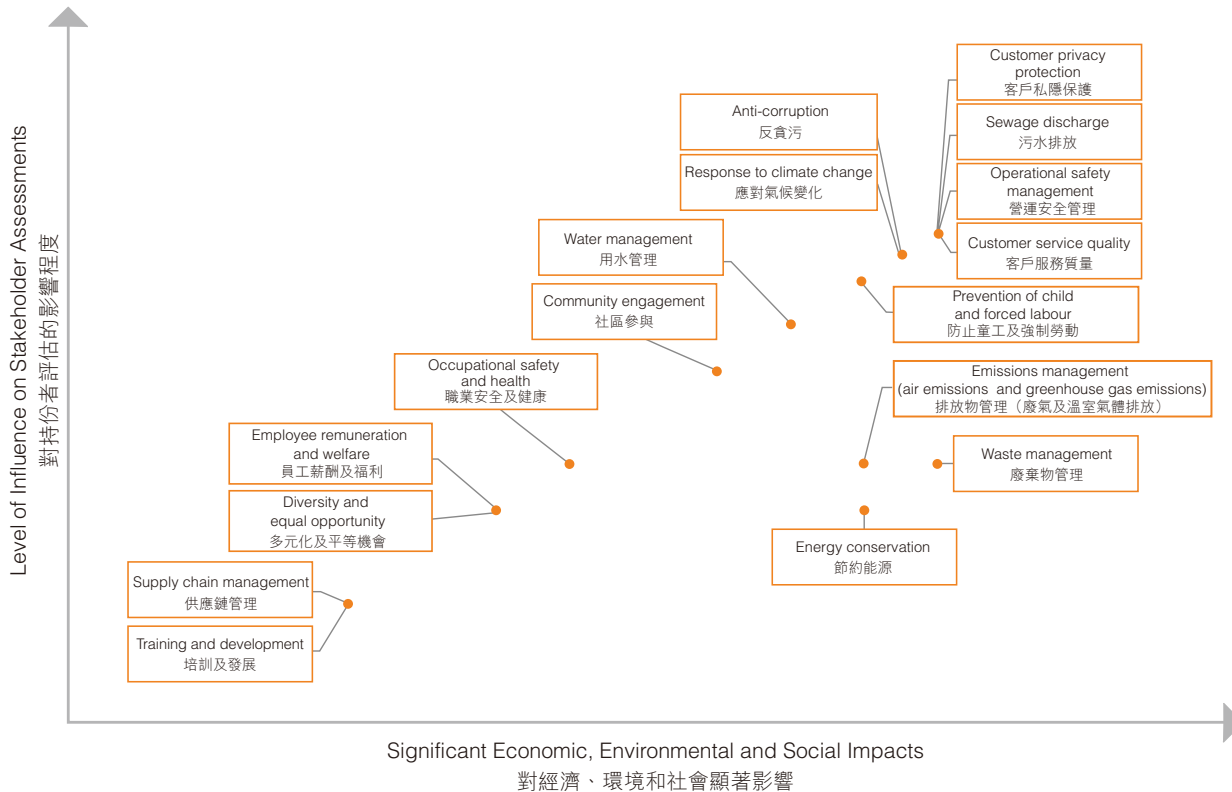 Level of Influence on Stakeholder Assessments
對持份者評估的影響程度
Customer privacy
protection
客戶私隱保護
Anti-corruption
反貪污
Sewage discharge
污水排放
Response to climate change
應對氣候變化
Operational safety
management
營運安全管理
Water management
用水管理
Customer service quality
客戶服務質量
Community engagement
社區參與
Prevention of child
and forced labour
防止童工及強制勞動
Occupational safety
and health
職業安全及健康
Emissions management
(air emissions and greenhouse gas emissions)
排放物管理（廢氣及溫室氣體排放）
Employee remuneration
and welfare
員工薪酬及福利
Waste management
廢棄物管理
Diversity and
equal opportunity
多元化及平等機會
Energy conservation
節約能源
Supply chain management
供應鏈管理
Training and development
培訓及發展
Significant Economic, Environmental and Social Impacts
對經濟、環境和社會顯著影響